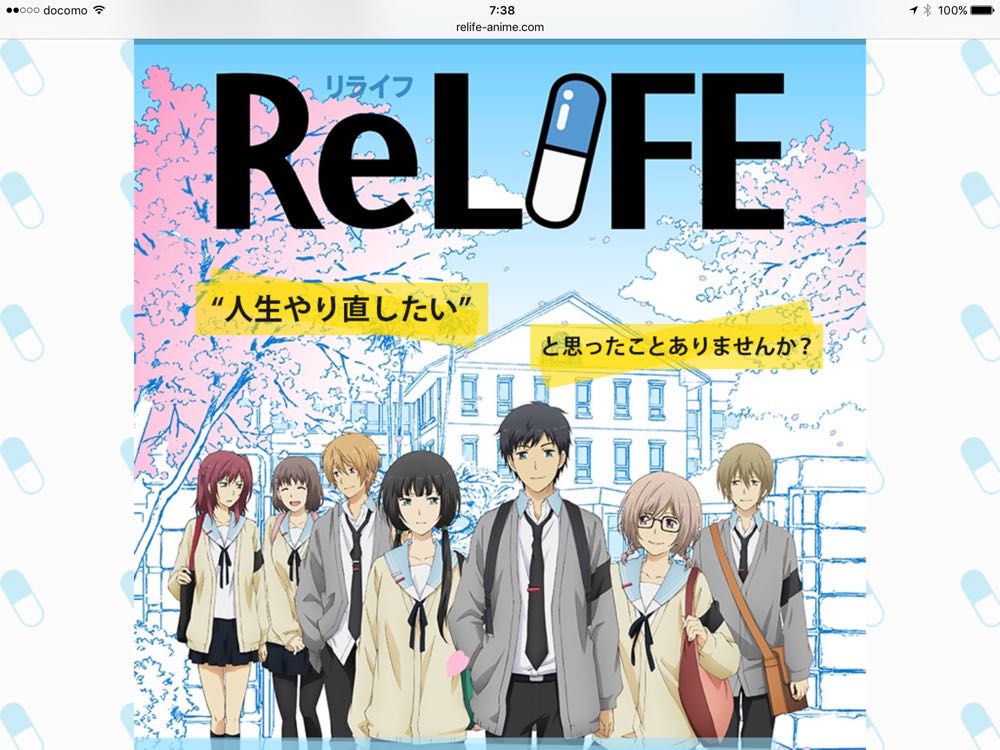 docomo 7:38 100%
relife-anime.com
リライフ
ReLIFE
“人生やり直したい”
と思ったことありませんか？